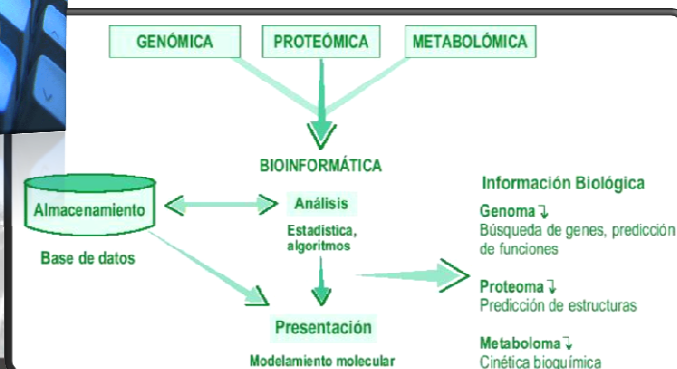 GENÓMICA
PROTEÓMICA
METABOLÓMICA
BIOINFORMÁTICA
Almacenamiento
Base de datos
Análisis
Estadística,
algoritmos
Presentación
Modelamiento molecular
Información Biológica
Genoma
Búsqueda de genes, predicción
de funciones
Proteoma
Predicción de estructuras
Metaboloma
Cinética bioquímica